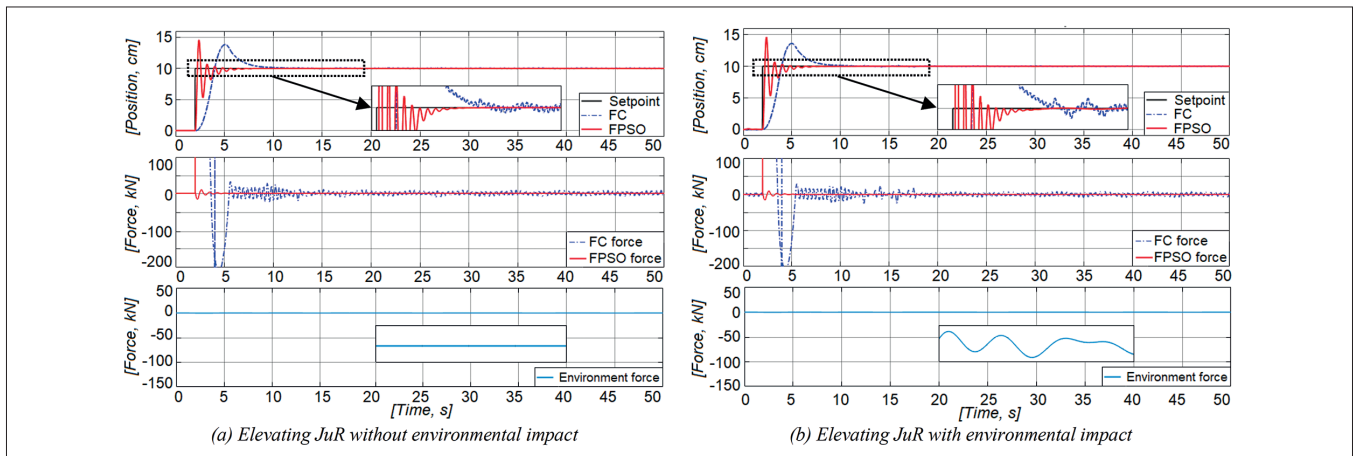 [Position, cm]
15
10
5
0
Setpoint
FC
FPSO
0 5 10 15 20 25 30 35 40 50
[Force, kN]
100
-100
-200
FC force
FPSO force
0 5 10 15 20 25 30 35 40 50
[Force, kN]
50
0
-50
-100
-150
Environment force
0 5 10 15 20 25 30 35 40 45 50
[Time, s]
(a) Elevating JuR without environmental impact
[Position, cm]
15
10
5
0
Setpoint
FC
FPSO
0 5 10 15 20 25 30 35 40 50
[Force, kN]
100
0
-100
-200
FC force
FPSO force
0 5 10 15 20 25 30 35 40 45 50
[Force, kN]
50
0
-50
-100
-150
Environment force
0 5 10 15 20 25 30 35 40 45 50
[Time, s]
(b) Elevating JuR with environmental impact